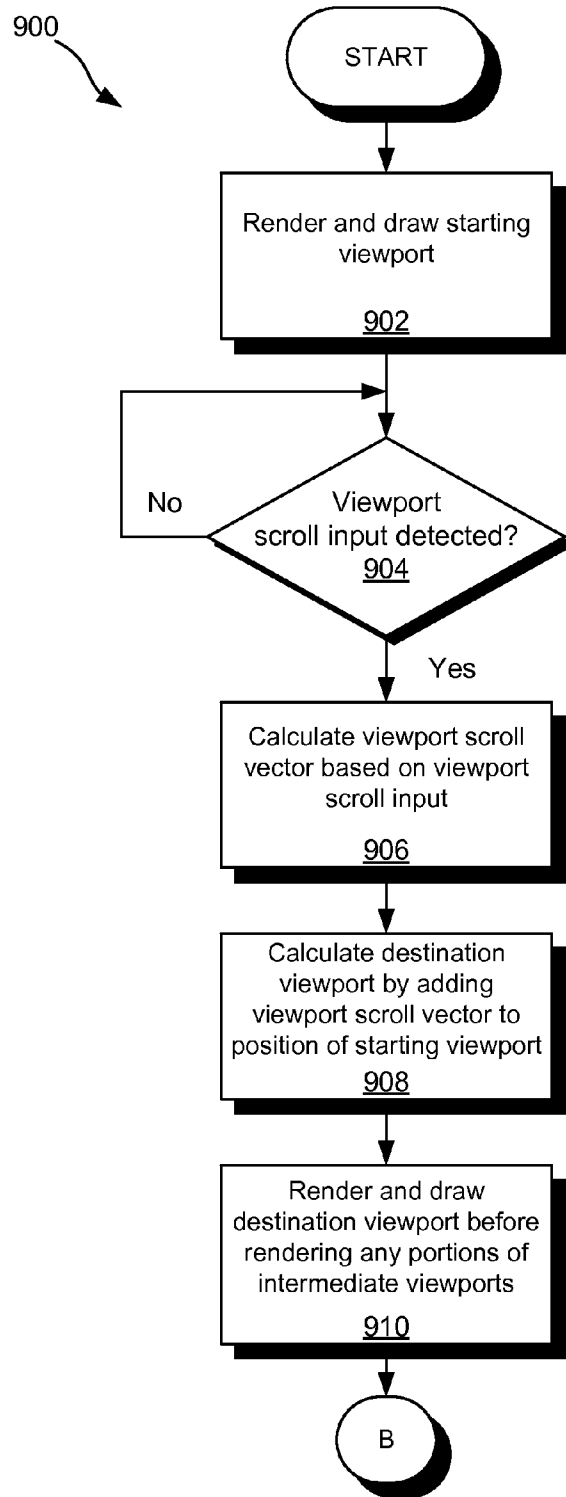 900
START
Render and draw starting
viewport
902
No
Viewport
scroll input detected?
904
Yes
Calculate viewport scroll
vector based on viewport
scroll input
906
Calculate destination
viewport by adding
viewport scroll vector to
position of starting viewport
908
Render and draw
destination viewport before
rendering any portions of
intermediate viewports
910
B